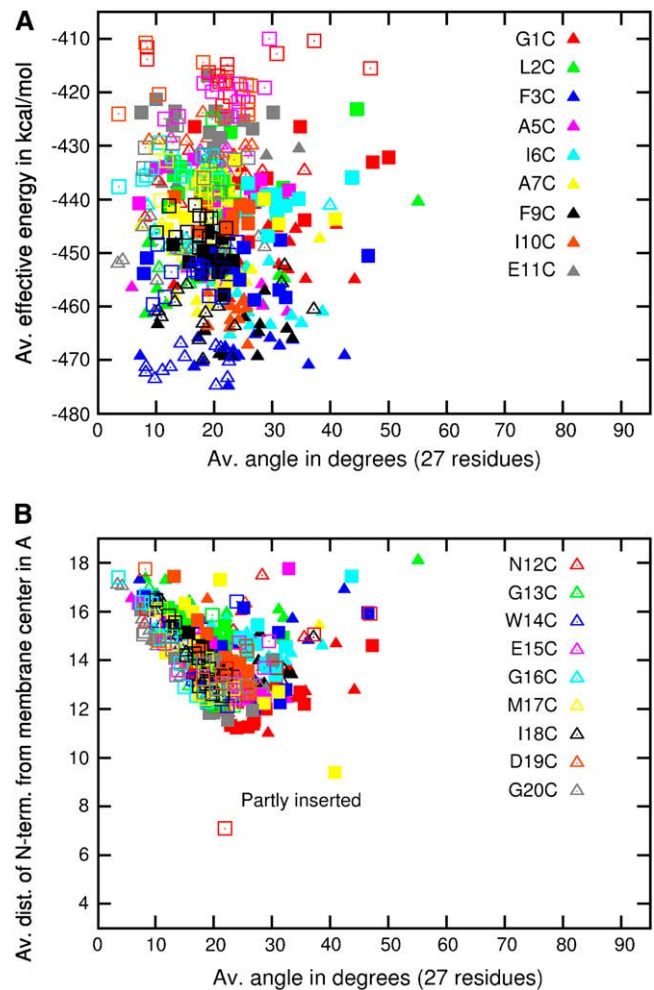 A
Av. effective energy in kcal/mol
-410
-420
-430
-440
-450
-460
-470
-480
0 10 20 30 40 50 60 70 80 90
Av. angle in degrees (27 residues)
G1C
L2C
F3C
A5C
I6C
A7C
F9C
I10C
E11C
B
Av. dist. of N-term. from membrane center in A
18
16
14
12
10
8
6
4
0 10 20 30 40 50 60 70 80 90
Av. angle in degrees (27 residues)
Partly inserted
N12C
G13C
W14C
E15C
G16C
M17C
I18C
D19C
G20C